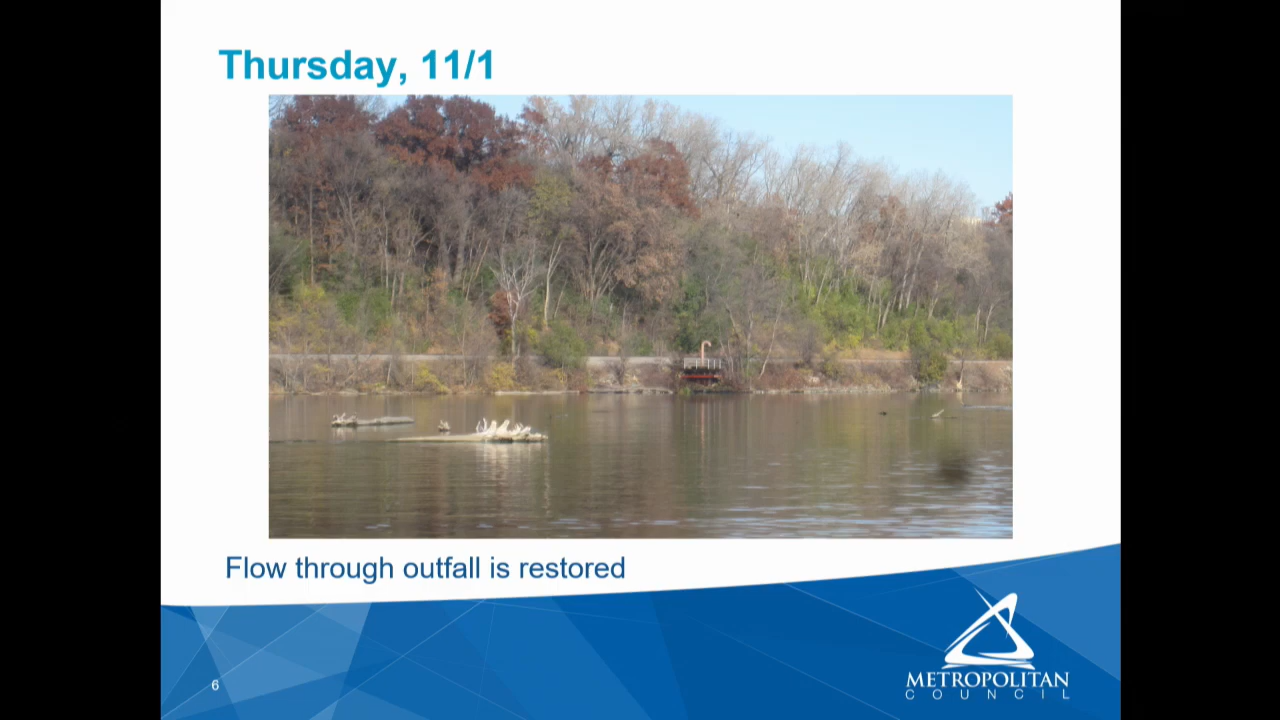 Thursday, 11/1
Flow through outfall is restored
6
METROPOLITAN
COUNCIL